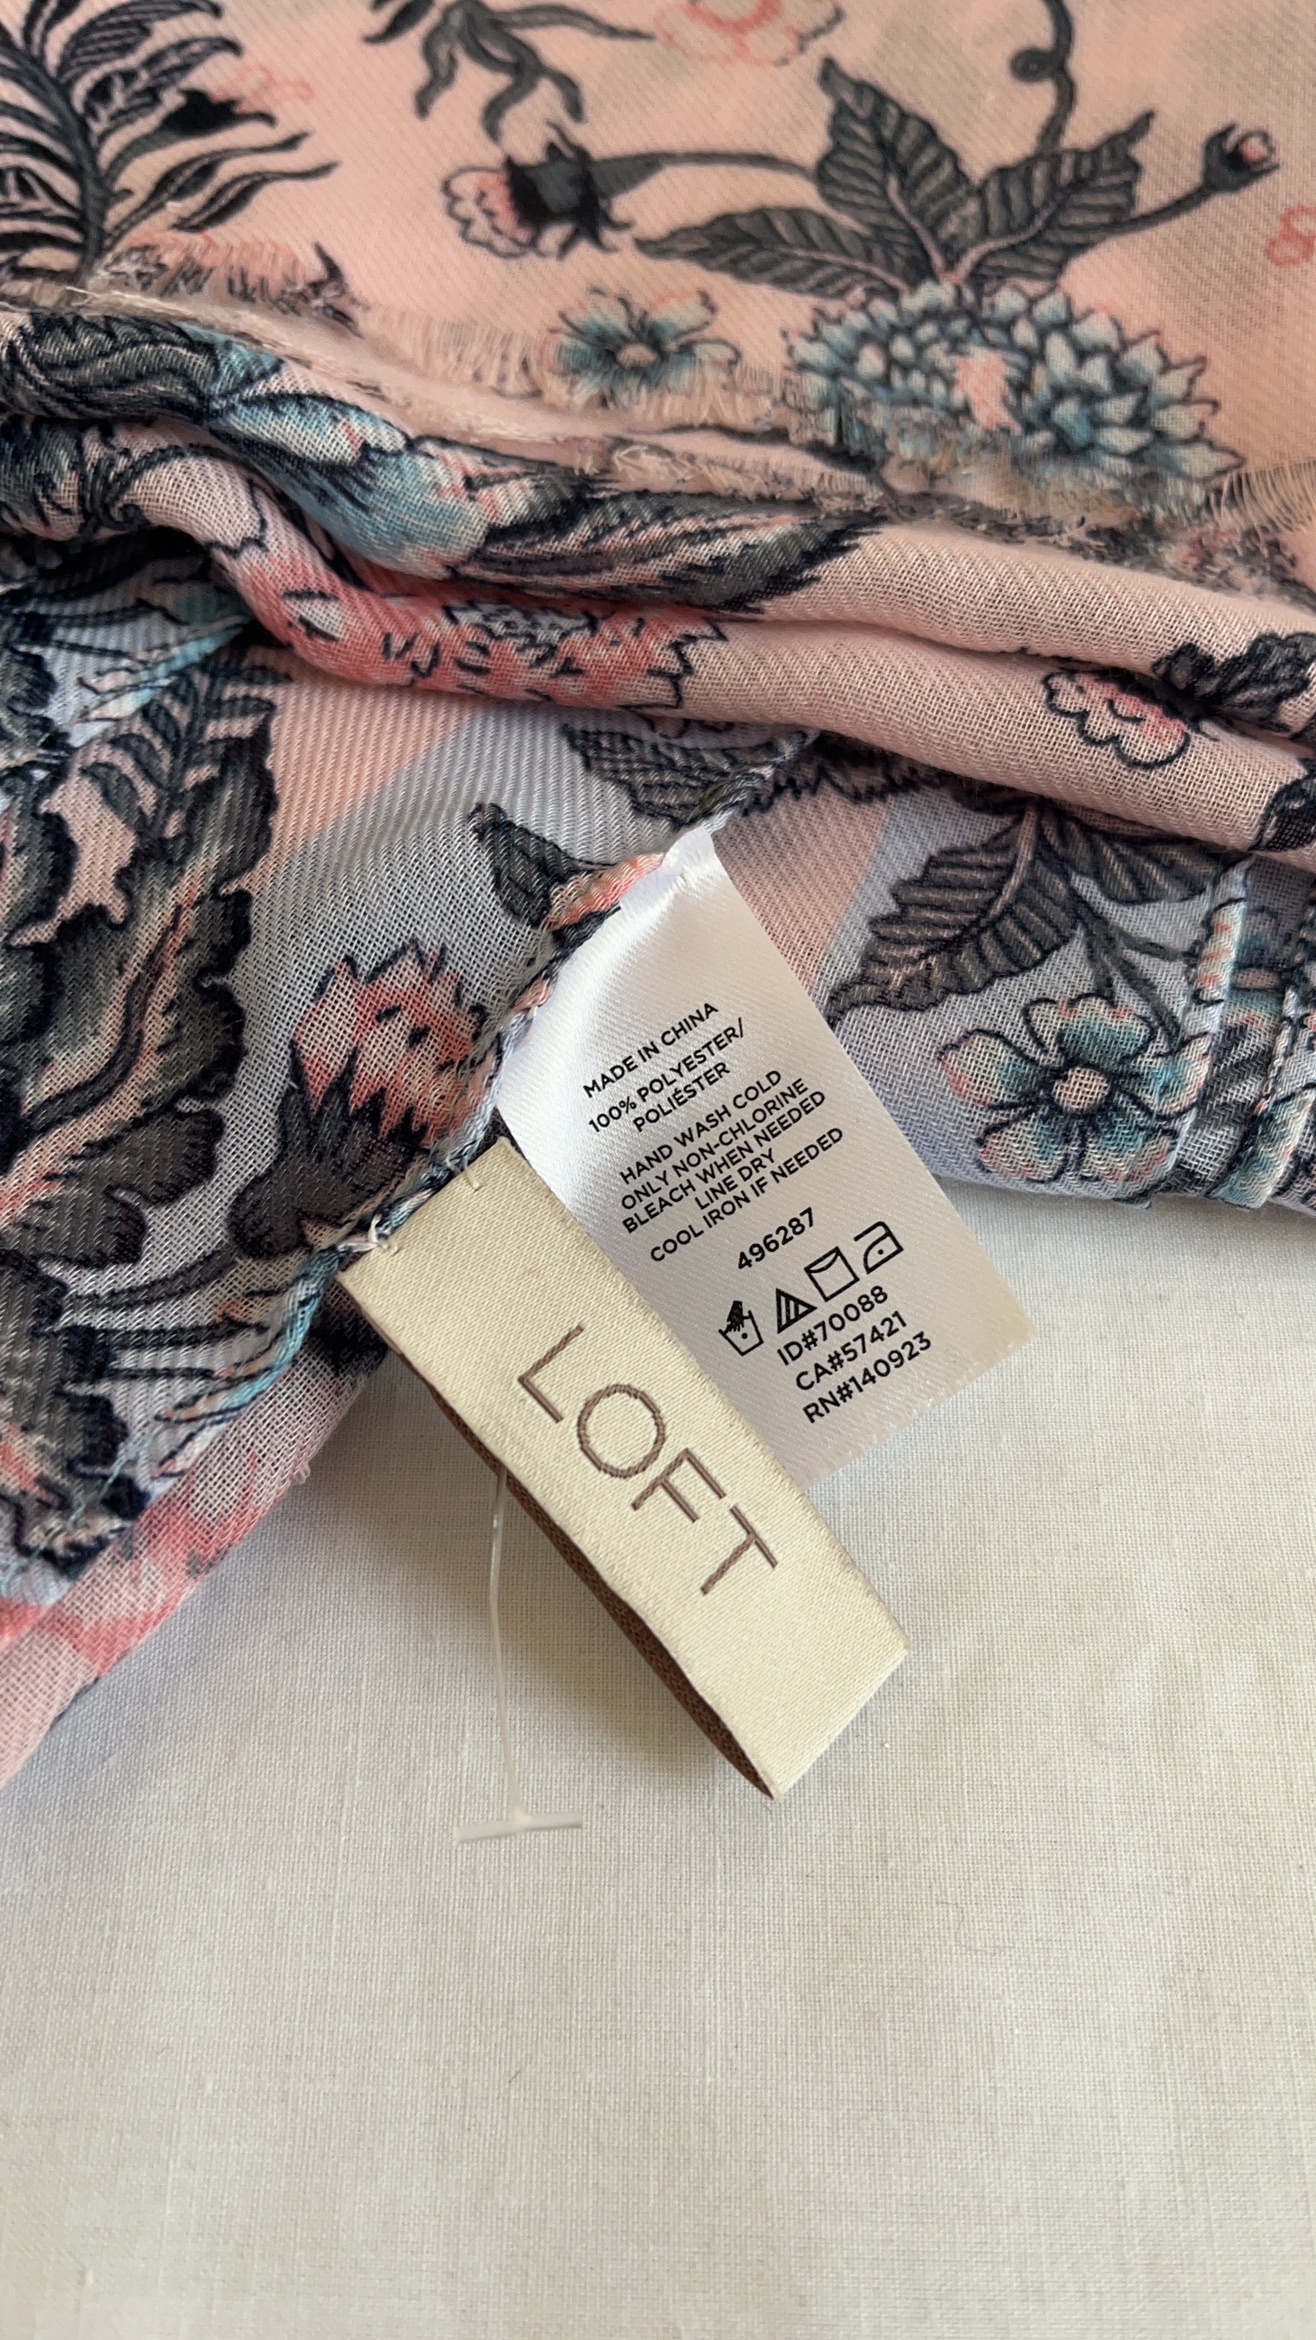 MADE IN CHINA
100% POLYESTER/
POLIÉSTER
HAND WASH COLD
ONLY NON-CHLORINE
BLEACH WHEN NEEDED
LINE DRY
COOL IRON IF NEEDED
496287
ID#70088
CA#57421
RN#140923
LOFT